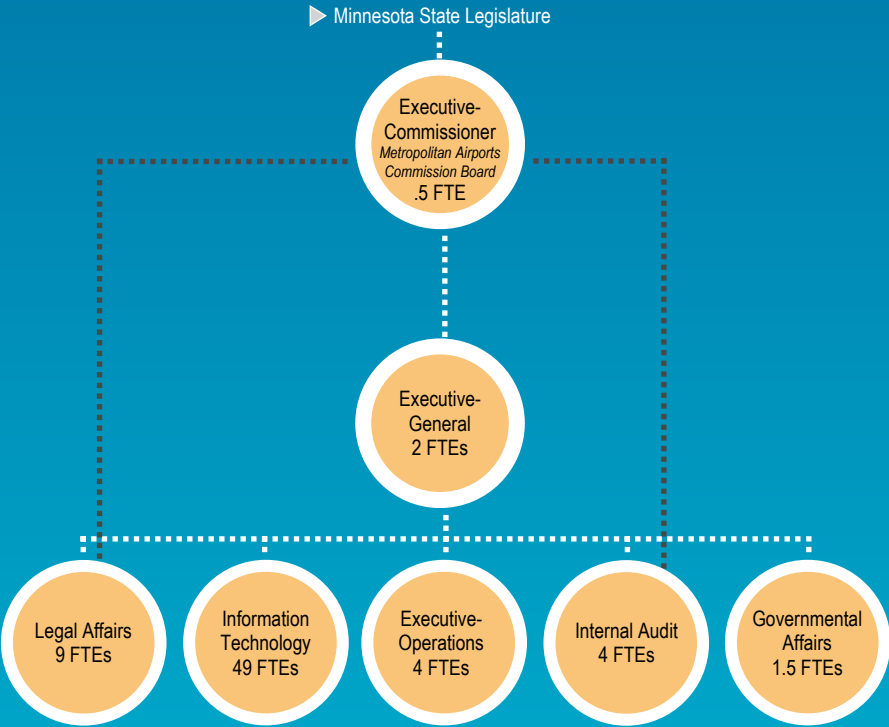 Minnesota State Legislature
Executive-
Commissioner
Metropolitan Airports
Commission Board
.5 FTE
Executive-
General
2 FTEs
Legal Affairs
9 FTEs
Information
Technology
49 FTEs
Executive-
Operations
4 FTEs
Internal Audit
4 FTEs
Governmental
Affairs
1.5 FTEs